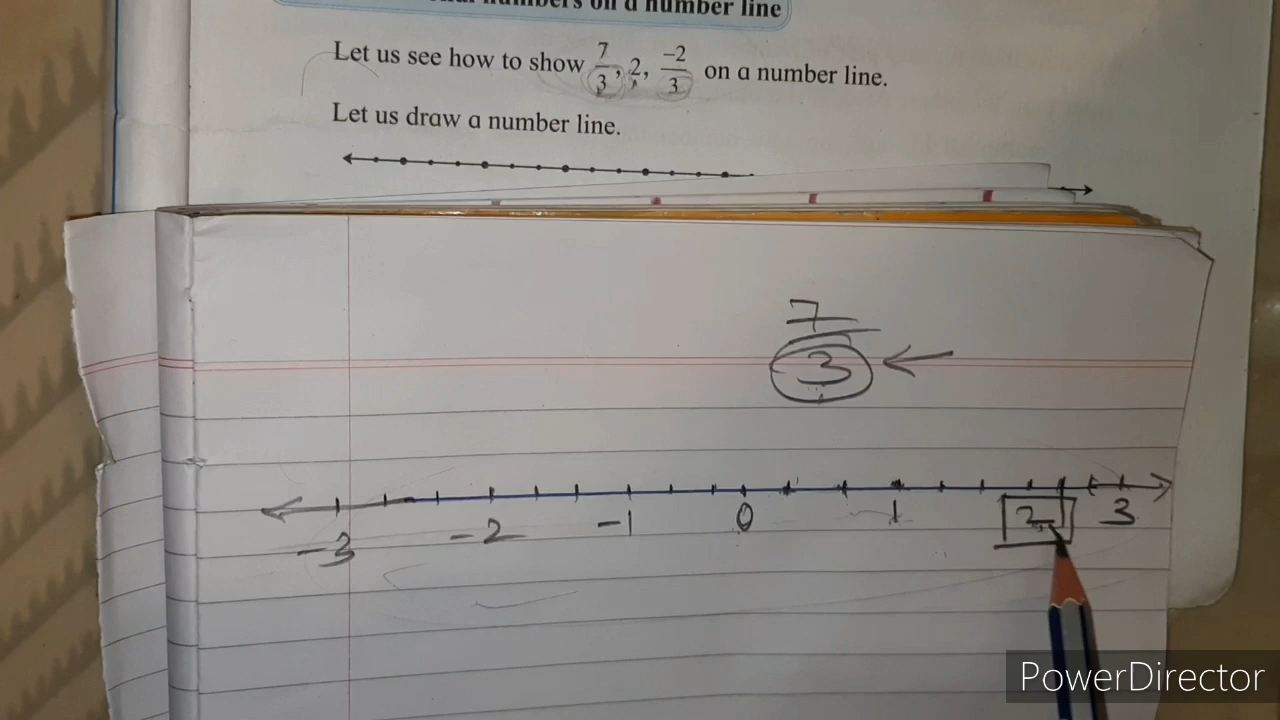 numbers on a number line
Let us see how to show 7/3, 2, -2/3 on a number line.
Let us draw a number line.
7
3
-3 -2 -1 0 1 2 3
PowerDirector